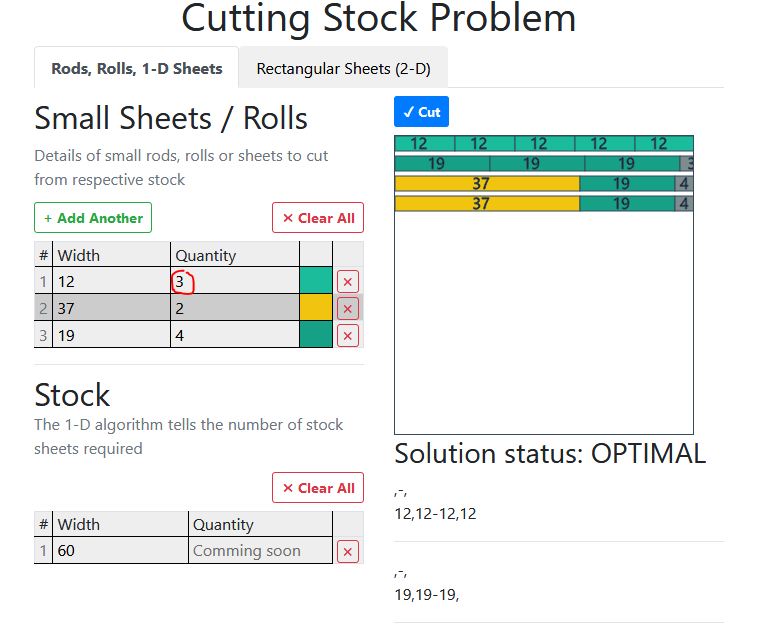 Cutting Stock Problem
Rods, Rolls, 1-D Sheets
Rectangular Sheets (2-D)
Small Sheets / Rolls
Details of small rods, rolls or sheets to cut
from respective stock
+ Add Another
× Clear All
# Width Quantity
1 12 3 ×
2 37 2 ×
3 19 4 ×
Stock
The 1-D algorithm tells the number of stock
sheets required
× Clear All
# Width Quantity
1 60 Comming soon ×
✓ Cut
12 12 12 12 12
19 19 19 3
37 19 4
37 19 4
Solution status: OPTIMAL
,-,
12,12-12,12
,-,
19,19-19,